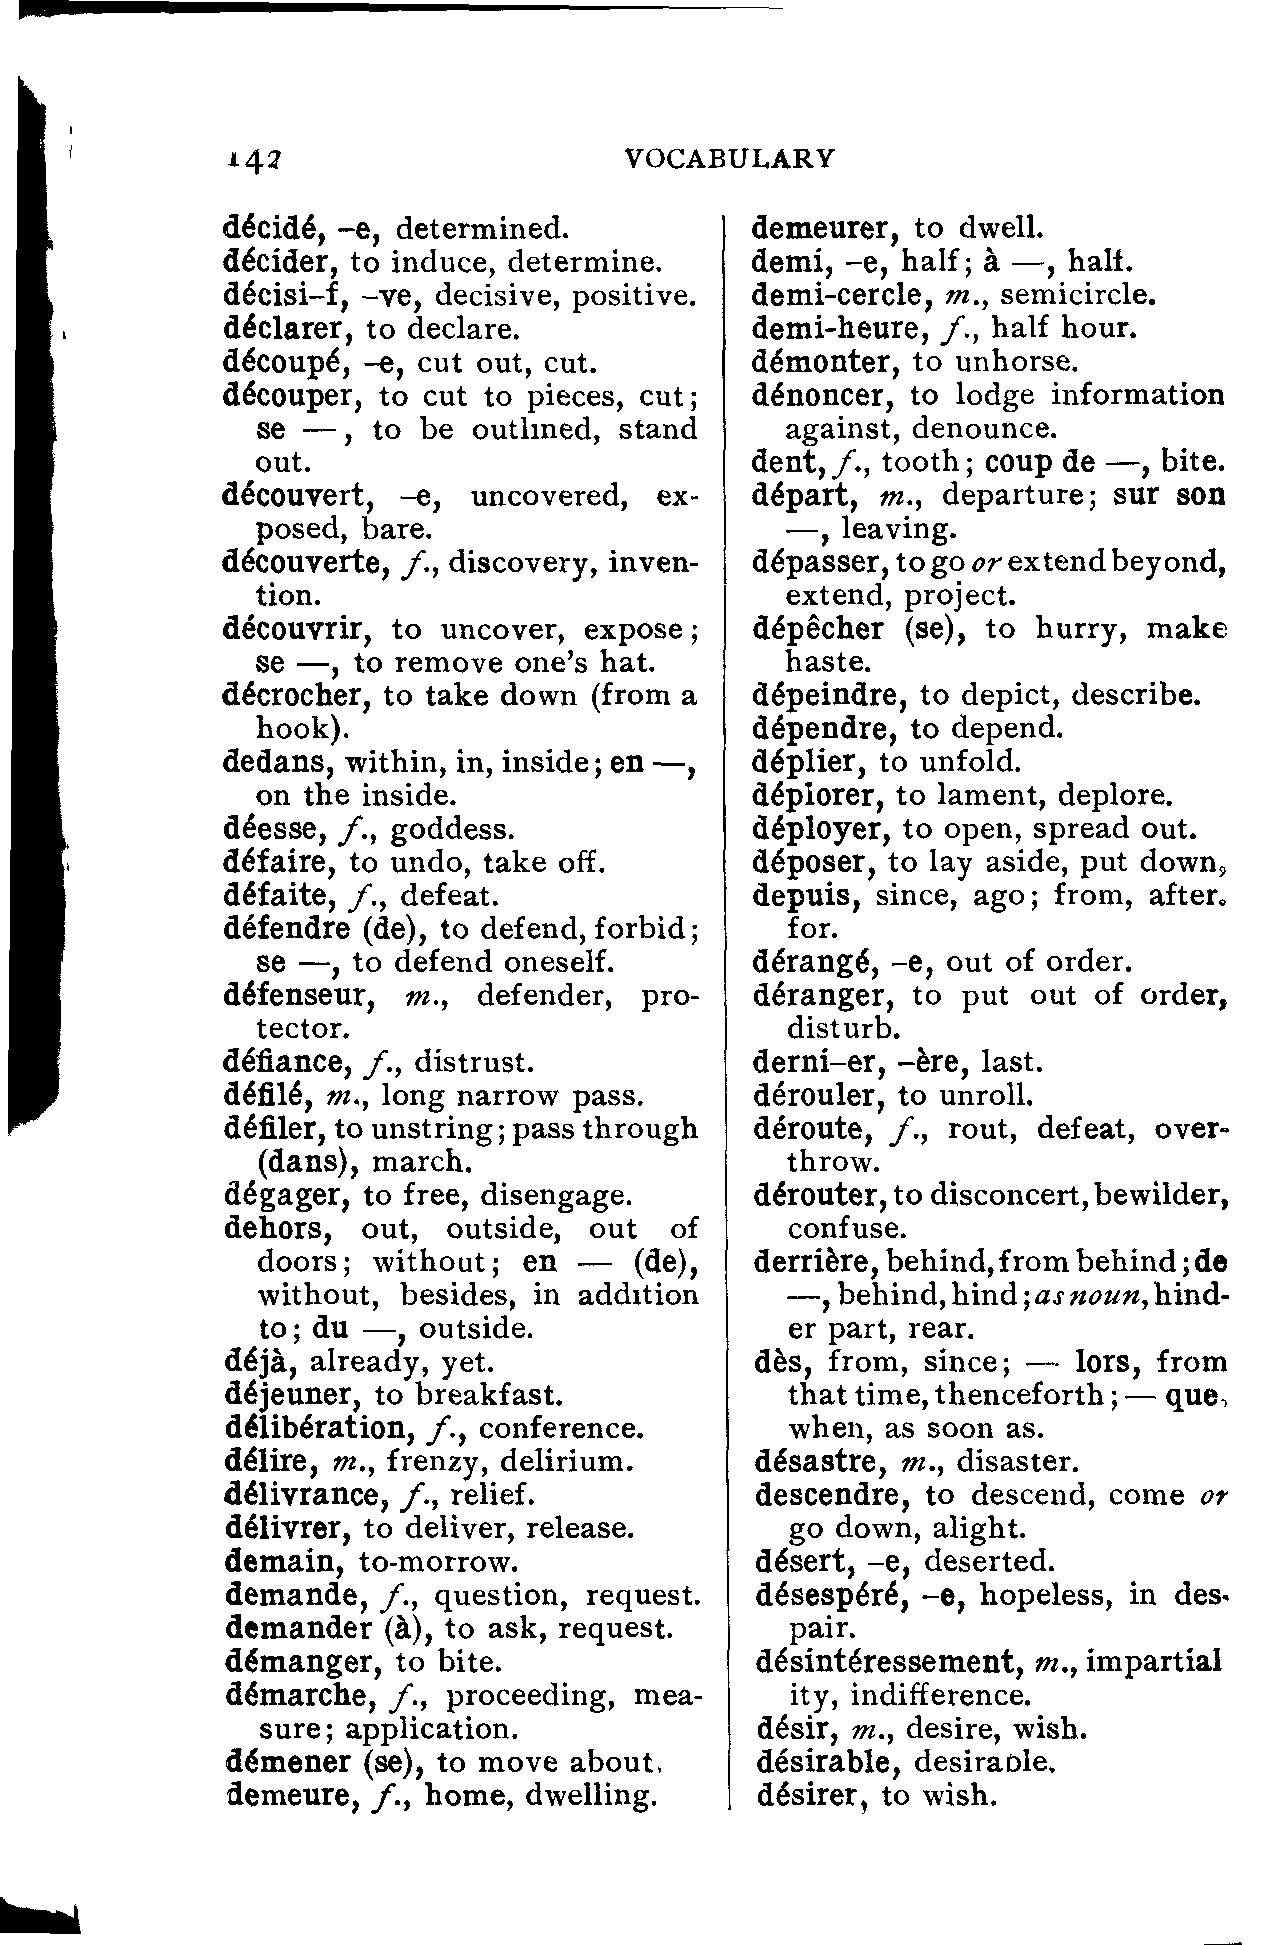 142 VOCABULARY
décidé, –e, determined.
décider, to induce, determine.
décisi–f, –ve, decisive, positive.
déclarer, to declare.
découpé, –e, cut out, cut.
découper, to cut to pieces, cut;
se —, to be outlined, stand
out.
découvert, –e, uncovered, ex-
posed, bare.
découverte, f., discovery, inven-
tion.
découvrir, to uncover, expose;
se —, to remove one's hat.
décrocher, to take down (from a
hook).
dedans, within, in, inside; en —,
on the inside.
déesse, f., goddess.
défaire, to undo, take off.
défaite, f., defeat.
défendre (de), to defend, forbid;
se —, to defend oneself.
défenseur, m., defender, pro-
tector.
défiance, f., distrust.
défilé, m., long narrow pass.
défiler, to unstring; pass through
(dans), march.
dégager, to free, disengage.
dehors, out, outside, out of
doors; without; en — (de),
without, besides, in addition
to; du —, outside.
déjà, already, yet.
déjeuner, to breakfast.
délibération, f., conference.
délire, m., frenzy, delirium.
délivrance, f., relief.
délivrer, to deliver, release.
demain, to-morrow.
demande, f., question, request.
demander (à), to ask, request.
démanger, to bite.
démarche, f., proceeding, mea-
sure; application.
démener (se), to move about.
demeure, f., home, dwelling.
demeurer, to dwell.
demi, –e, half; à —, half.
demi-cercle, m., semicircle.
demi-heure, f., half hour.
démonter, to unhorse.
dénoncer, to lodge information
against, denounce.
dent, f., tooth; coup de —, bite.
départ, m., departure; sur son
—, leaving.
dépasser, to go or extend beyond,
extend, project.
dépêcher (se), to hurry, make
haste.
dépeindre, to depict, describe.
dépendre, to depend.
déplier, to unfold.
déplorer, to lament, deplore.
déployer, to open, spread out.
déposer, to lay aside, put down,
depuis, since, ago; from, after.
for.
dérangé, –e, out of order.
déranger, to put out of order,
disturb.
derni–er, –ère, last.
dérouler, to unroll.
déroute, f., rout, defeat, over-
throw.
dérouter, to disconcert, bewilder,
confuse.
derrière, behind, from behind; de
—, behind, hind; as noun, hind-
er part, rear.
dès, from, since; — lors, from
that time, thenceforth; — que,
when, as soon as.
désastre, m., disaster.
descendre, to descend, come or
go down, alight.
désert, –e, deserted.
désespéré, –e, hopeless, in des-
pair.
désintéressement, m., impartial
ity, indifference.
désir, m., desire, wish.
désirable, desirable.
désirer, to wish.